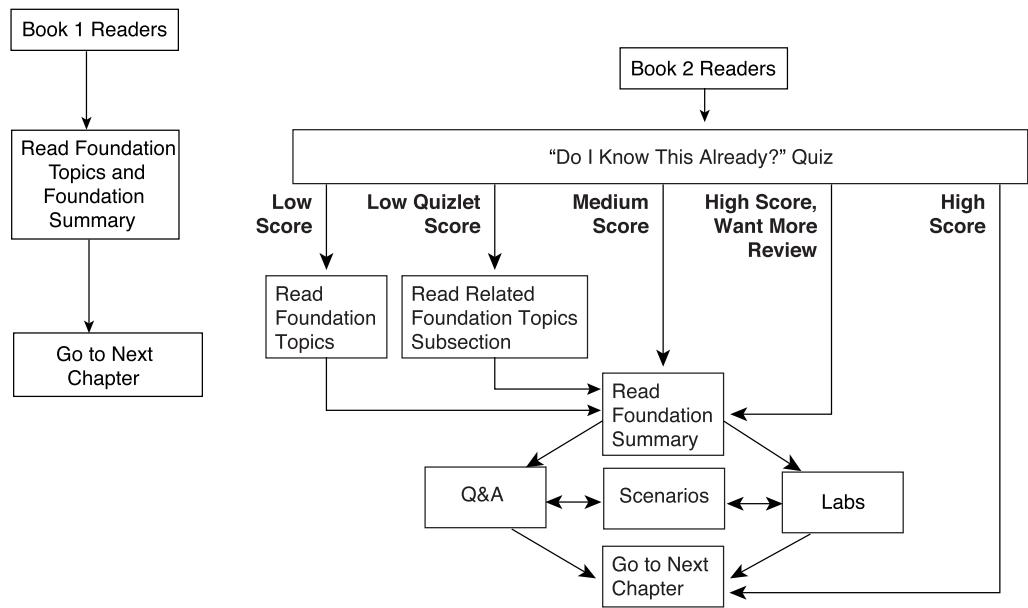 Book 1 Readers
Read Foundation
Topics and
Foundation
Summary
Go to Next
Chapter
Book 2 Readers
“Do I Know This Already?” Quiz
Low
Score
Low Quizlet
Score
Medium
Score
High Score,
Want More
Review
High
Score
Read
Foundation
Topics
Read Related
Foundation Topics
Subsection
Read
Foundation
Summary
Q&A
Scenarios
Labs
Go to Next
Chapter